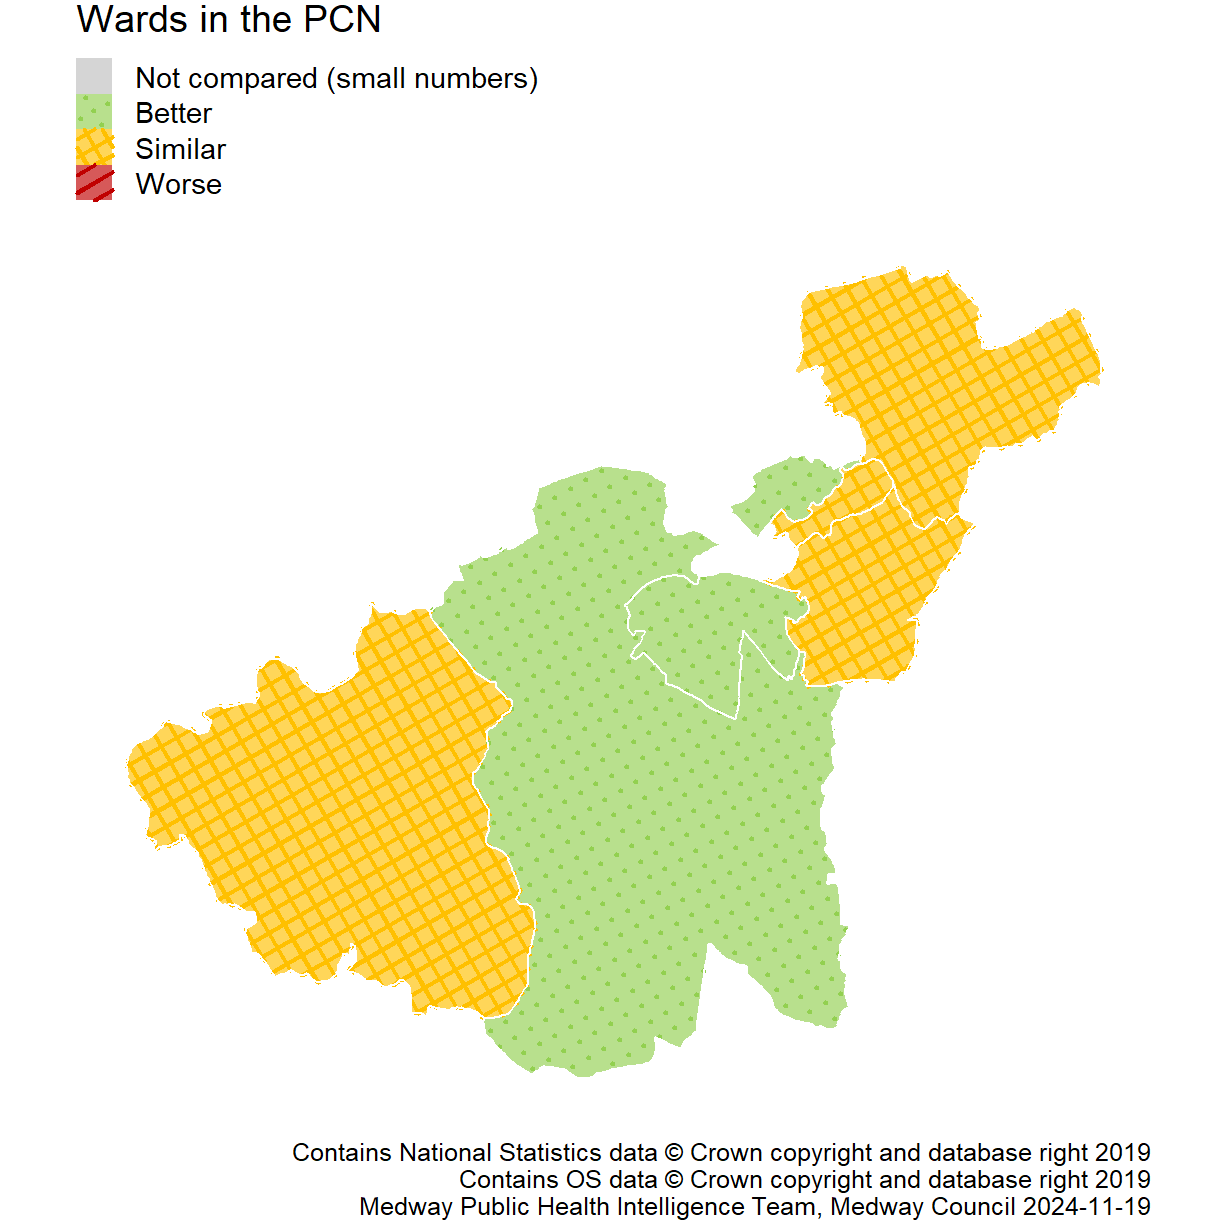 Wards in the PCN
Not compared (small numbers)
Better
Similar
Worse
Contains National Statistics data © Crown copyright and database right 2019
Contains OS data © Crown copyright and database right 2019
Medway Public Health Intelligence Team, Medway Council 2024-11-19